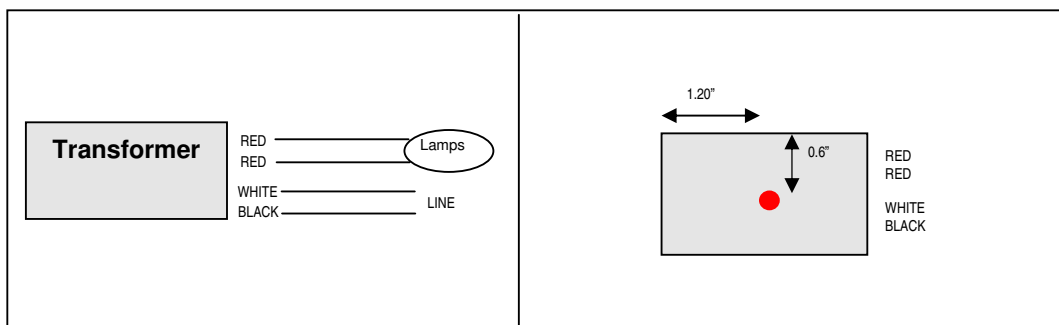 Transformer
RED
RED
WHITE
BLACK
Lamps
LINE
1.20”
0.6”
RED
RED
WHITE
BLACK